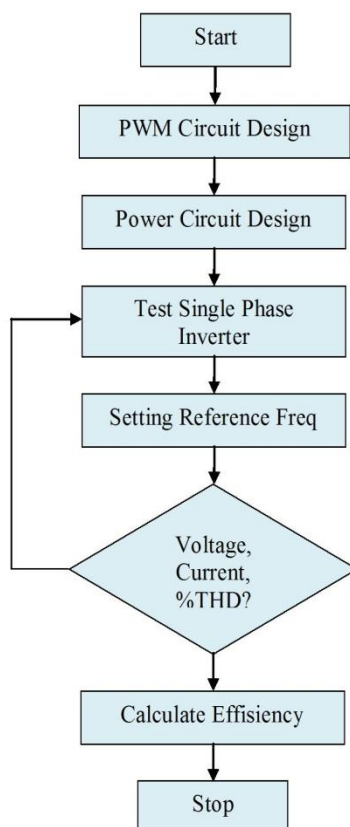 Start
PWM Circuit Design
Power Circuit Design
Test Single Phase
Inverter
Setting Reference Freq
Voltage,
Current,
%THD?
Calculate Effisiency
Stop